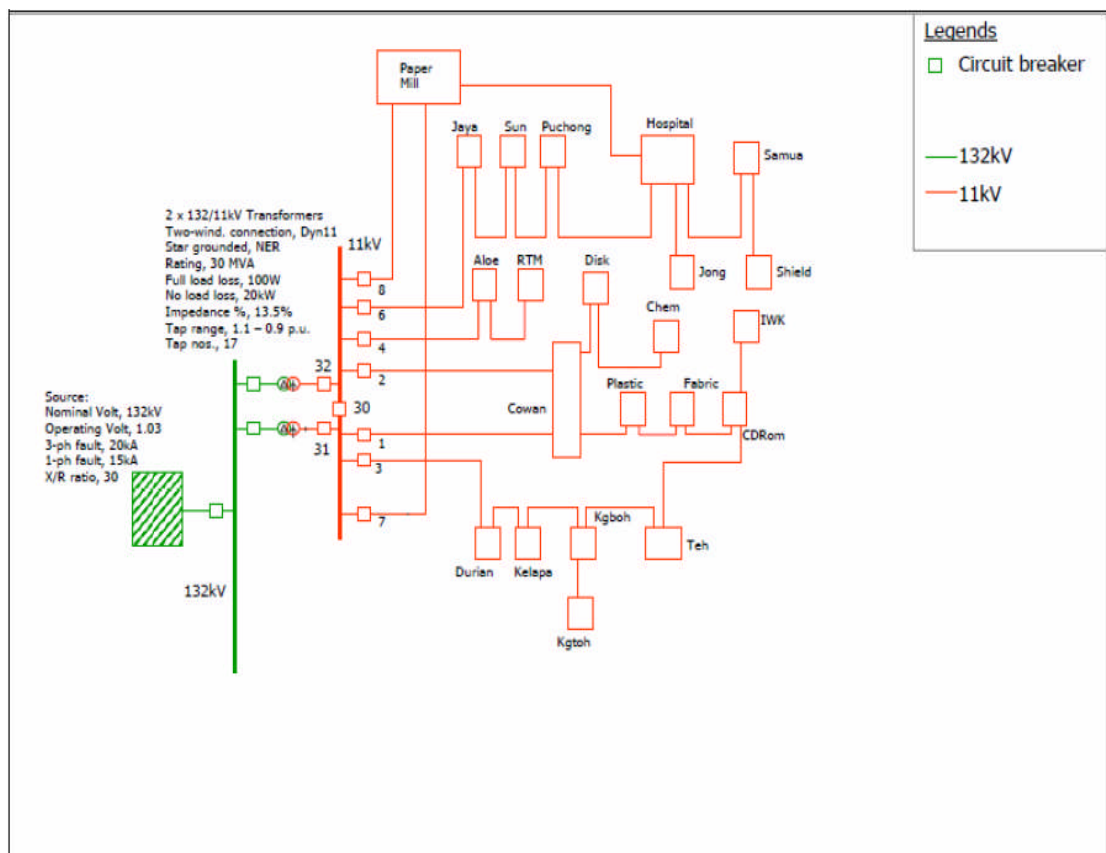 Legends
Circuit breaker
132kV
11kV
Paper
Mill
Jaya
Sun
Puchong
Hospital
Samua
2 x 132/11kV Transformers
Two-wind. connection, Dyn11
Star grounded, NER
Rating, 30 MVA
Full load loss, 100W
No load loss, 20kW
Impedance %, 13.5%
Tap range, 1.1 – 0.9 p.u.
Tap nos., 17
11kV
8
6
4
2
Aloe
RTM
Disk
Jong
Shield
Chem
IWK
32
30
31
1
3
7
Cowan
Plastic
Fabric
CDRom
Source:
Nominal Volt, 132kV
Operating Volt, 1.03
3-ph fault, 20kA
1-ph fault, 15kA
X/R ratio, 30
132kV
Durian
Kelapa
Kgboh
Teh
Kgtoh